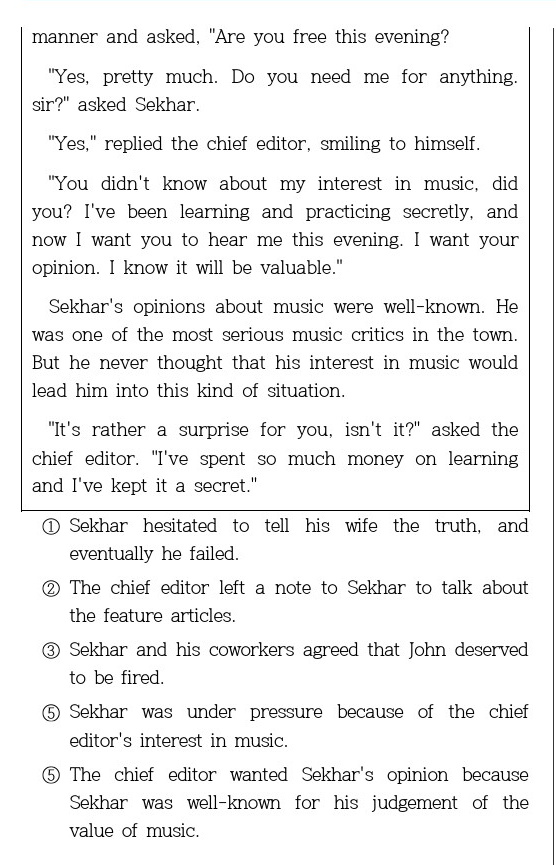 manner and asked, "Are you free this evening?
"Yes, pretty much. Do you need me for anything.
sir?" asked Sekhar.
"Yes," replied the chief editor, smiling to himself.
"You didn't know about my interest in music, did
you? I've been learning and practicing secretly, and
now I want you to hear me this evening. I want your
opinion. I know it will be valuable."
Sekhar's opinions about music were well-known. He
was one of the most serious music critics in the town.
But he never thought that his interest in music would
lead him into this kind of situation.
"It's rather a surprise for you, isn't it?" asked the
chief editor. "I've spent so much money on learning
and I've kept it a secret."
① Sekhar hesitated to tell his wife the truth, and
eventually he failed.
② The chief editor left a note to Sekhar to talk about
the feature articles.
③ Sekhar and his coworkers agreed that John deserved
to be fired.
⑤ Sekhar was under pressure because of the chief
editor's interest in music.
⑤ The chief editor wanted Sekhar's opinion because
Sekhar was well-known for his judgement of the
value of music.